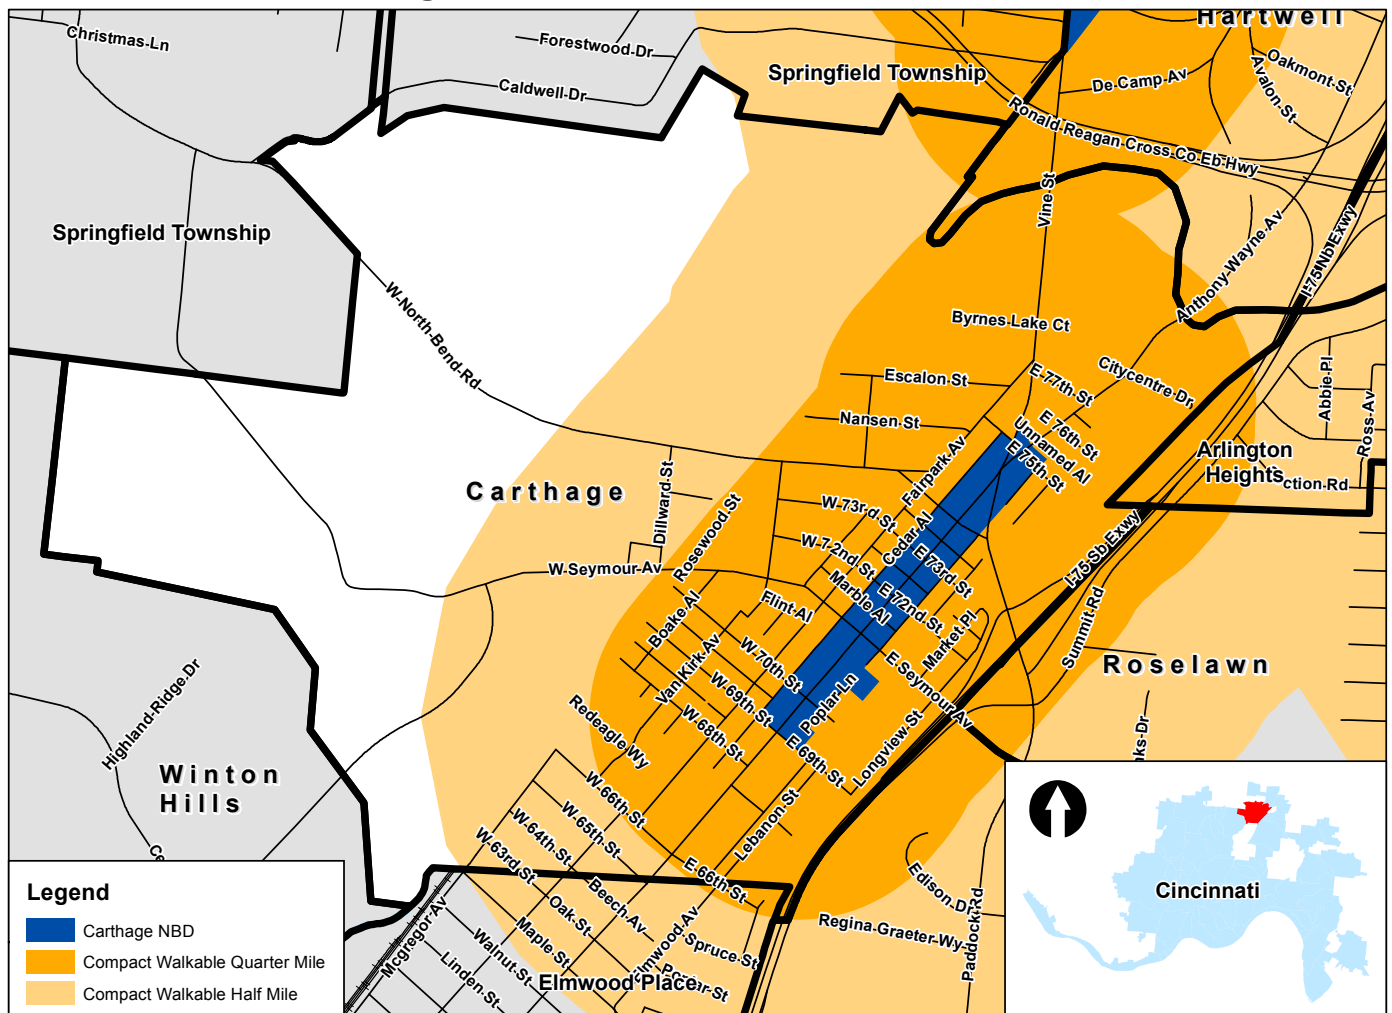 Hartwell
Christmas Ln
Forestwood Dr
Caldwell Dr
Springfield Township
De Camp Av
Oakmont St
Avalon St
Ronald Reagan Cross Co Eb Hwy
Vine St
Springfield Township
Anthony Wayne Av
I-75 Nb Exwy
W North Bend Rd
Byrnes Lake Ct
Citycentre Dr
Escalon St
E 77th St
Abbie Pl
Ross Av
Nansen St
E 76th St
Unnamed Al
E 75th St
Arlington
Heights
ction Rd
Fairpark Av
Carthage
Dillward St
Rosewood St
W 73rd St
Cedar Al
W 72nd St
E 73rd St
I-75 Sb Exwy
W Seymour Av
Marble Al
E 72nd St
Flint Al
Boake Al
Market Pl
Summit Rd
Roselawn
Van Kirk Av
W 70th St
E Seymour Av
W 69th St
Poplar Ln
Highland Ridge Dr
Redeagle Wy
W 68th St
E 69th St
Longview St
nks Dr
Winton
Hills
W 66th St
W 65th St
W 64th St
W 63rd St
Lebanon St
E 66th St
Ce
Edison Dr
Paddock Rd
Regina Graeter Wy
Mcgregor Av
Beech Av
Oak St
Maple St
Walnut St
Linden St
Elmwood Av
Spruce St
Elmwood Place
Cincinnati
Legend
Carthage NBD
Compact Walkable Quarter Mile
Compact Walkable Half Mile